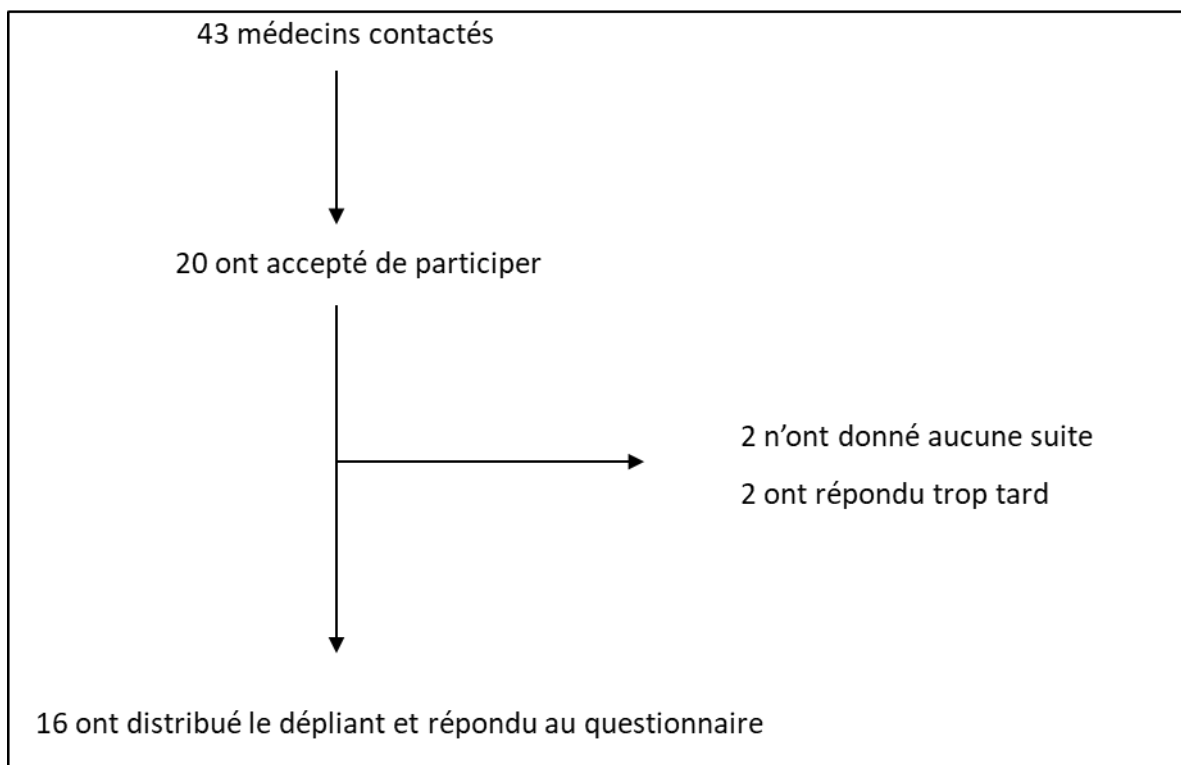 43 médecins contactés
20 ont accepté de participer
2 n’ont donné aucune suite
2 ont répondu trop tard
16 ont distribué le dépliant et répondu au questionnaire